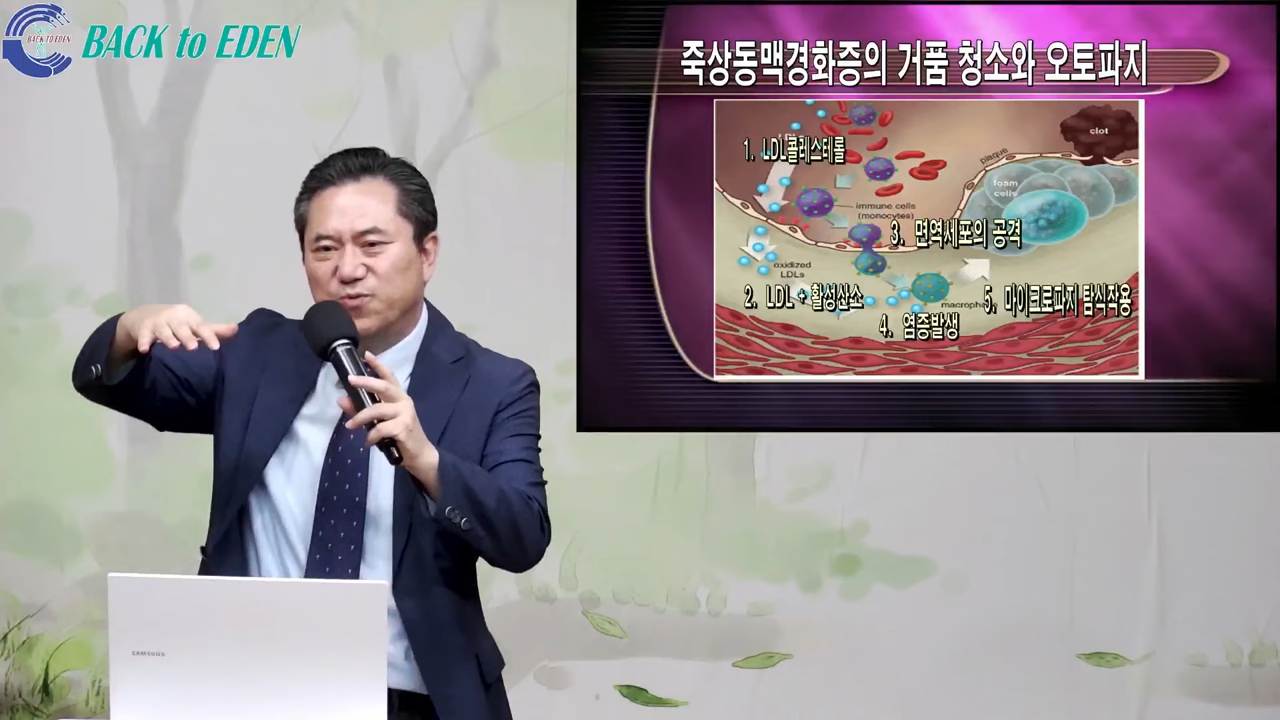 BACK TO EDEN
BACK to EDEN
죽상동맥경화증의 거품 청소와 오토파지
clot
plaque
1. LDL콜레스테롤
foam
cells
immune cells
(monocytes)
3. 면역세포의 공격
oxidized
LDLs
2. LDL + 활성산소
macrophage
5. 마이크로파지 탐식작용
4. 염증발생
SAMSUNG